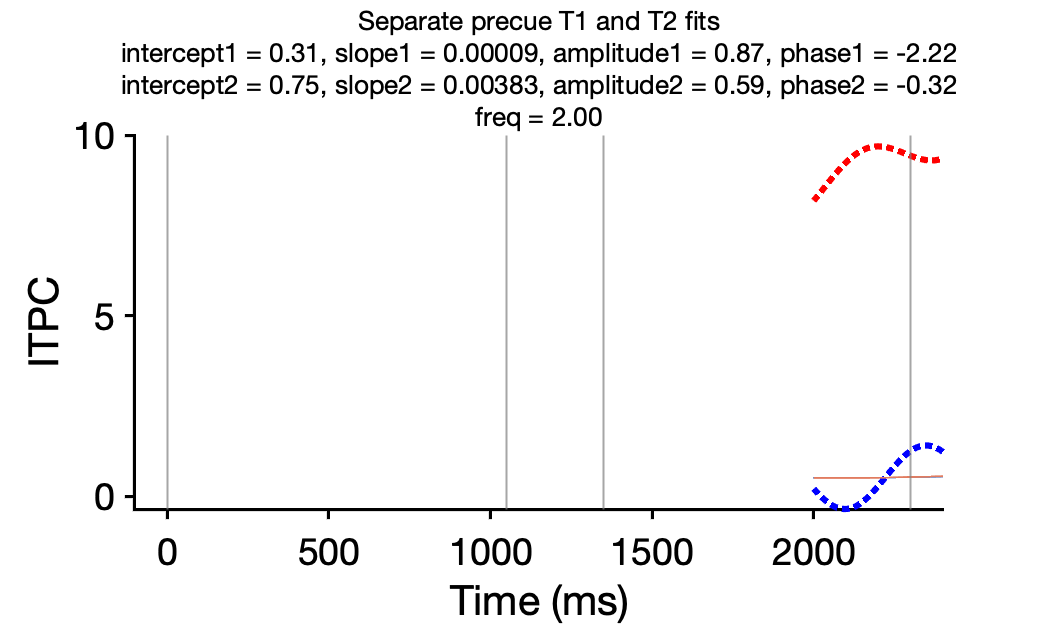 Separate precue T1 and T2 fits
intercept1 = 0.31, slope1 = 0.00009, amplitude1 = 0.87, phase1 = -2.22
intercept2 = 0.75, slope2 = 0.00383, amplitude2 = 0.59, phase2 = -0.32
freq = 2.00
10
5
0
ITPC
0 500 1000 1500 2000
Time (ms)